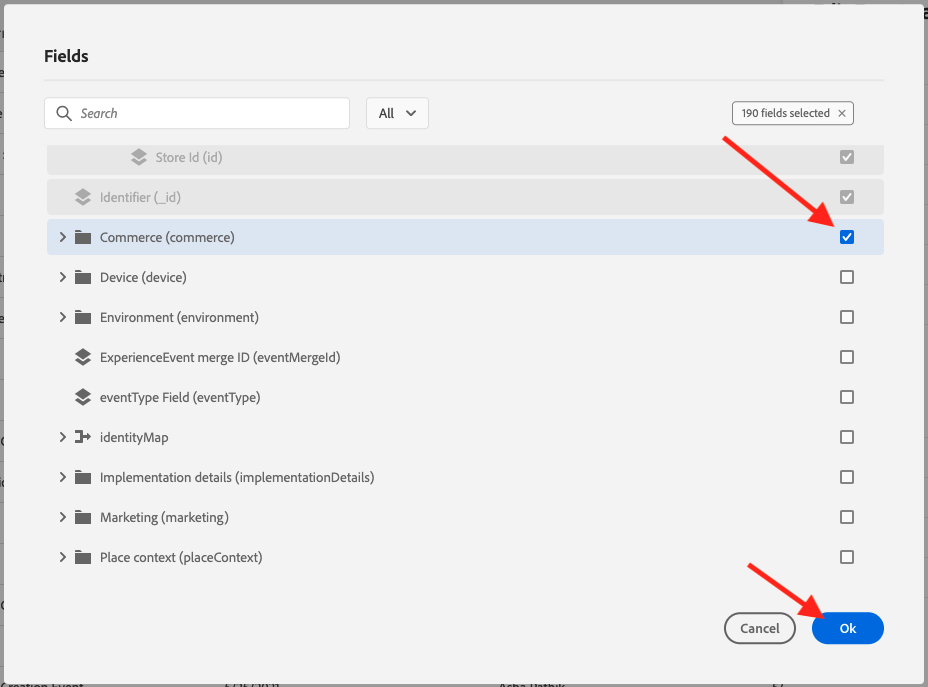 Fields
Search
All
190 fields selected
Store Id (id)
Identifier (_id)
Commerce (commerce)
Device (device)
Environment (environment)
ExperienceEvent merge ID (eventMergeId)
eventType Field (eventType)
identityMap
Implementation details (implementationDetails)
Marketing (marketing)
Place context (placeContext)
Cancel
Ok